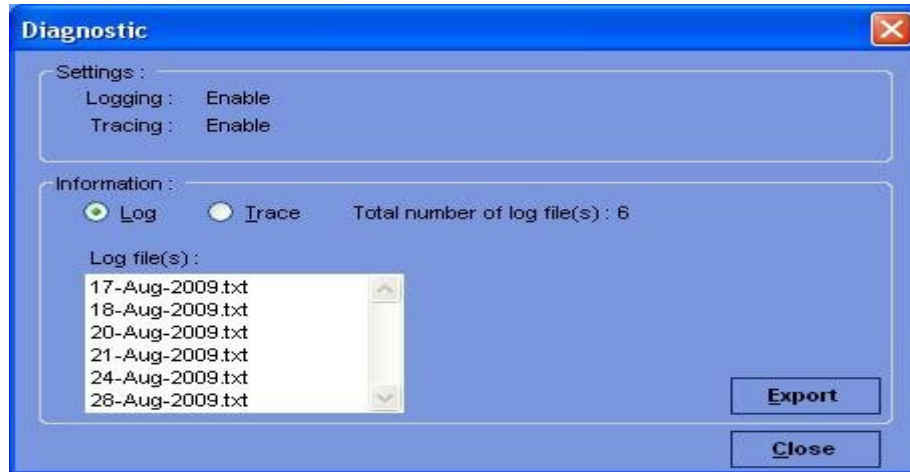 Diagnostic
Settings :
Logging : Enable
Tracing : Enable
Information :
Log Trace Total number of log file(s) : 6
Log file(s) :
17-Aug-2009.txt
18-Aug-2009.txt
20-Aug-2009.txt
21-Aug-2009.txt
24-Aug-2009.txt
28-Aug-2009.txt
Export
Close